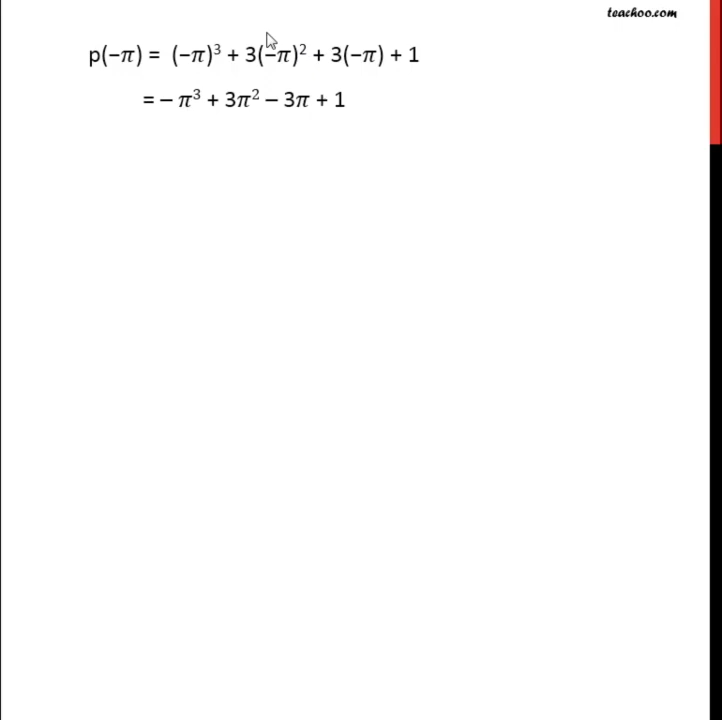 teachoo.com
p(−𝜋) = (−𝜋)³ + 3(−𝜋)² + 3(−𝜋) + 1
= − 𝜋³ + 3𝜋² − 3𝜋 + 1